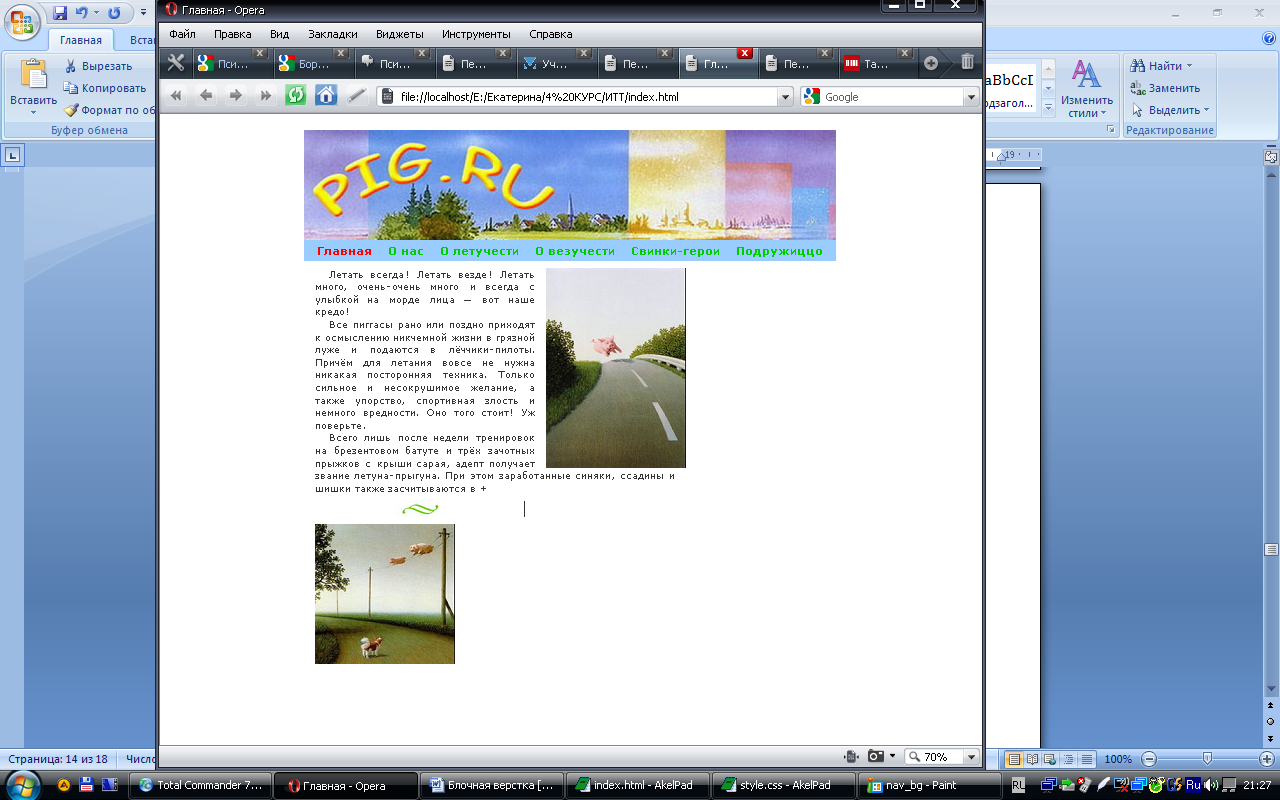 Главная - Opera
Файл Правка Вид Закладки Виджеты Инструменты Справка
Главная
Вста
Пси... Бор... Пси... Пе... Уч... Пе... Гл... Пе... Та...
Вставить
Вырезать
Копировать
Формат по об
Буфер обмена
file://localhost/E:/Екатерина/4%20КУРС/ИТТ/index.html
Google
АаBbCcI
одзагол...
Изменить стили
Найти
Заменить
Выделить
Редактирование
19
PIG.RU
Главная О нас О летучести О везучести Свинки-герои Подружиццо
Летать всегда! Летать везде! Летать
много, очень-очень много и всегда с
улыбкой на морде лица — вот наше
кредо!
Все пиггасы рано или поздно приходят
к осмыслению никчемной жизни в грязной
луже и подаются в лётчики-пилоты.
Причём для летания вовсе не нужна
никакая посторонняя техника. Только
сильное и несокрушимое желание, а
также упорство, спортивная злость и
немного вредности. Оно того стоит! Уж
поверьте.
Всего лишь после недели тренировок
на брезентовом батуте и трёх зачотных
прыжков с крыши сарая, адепт получает
звание летуна-прыгуна. При этом заработанные синяки, ссадины и
шишки также засчитываются в +
70%
Страница: 14 из 18
Число
100%
Total Commander 7...
Главная - Opera
Блочная верстка [...
index.html - AkelPad
style.css - AkelPad
nav_bg - Paint
RL
Ru
21:27